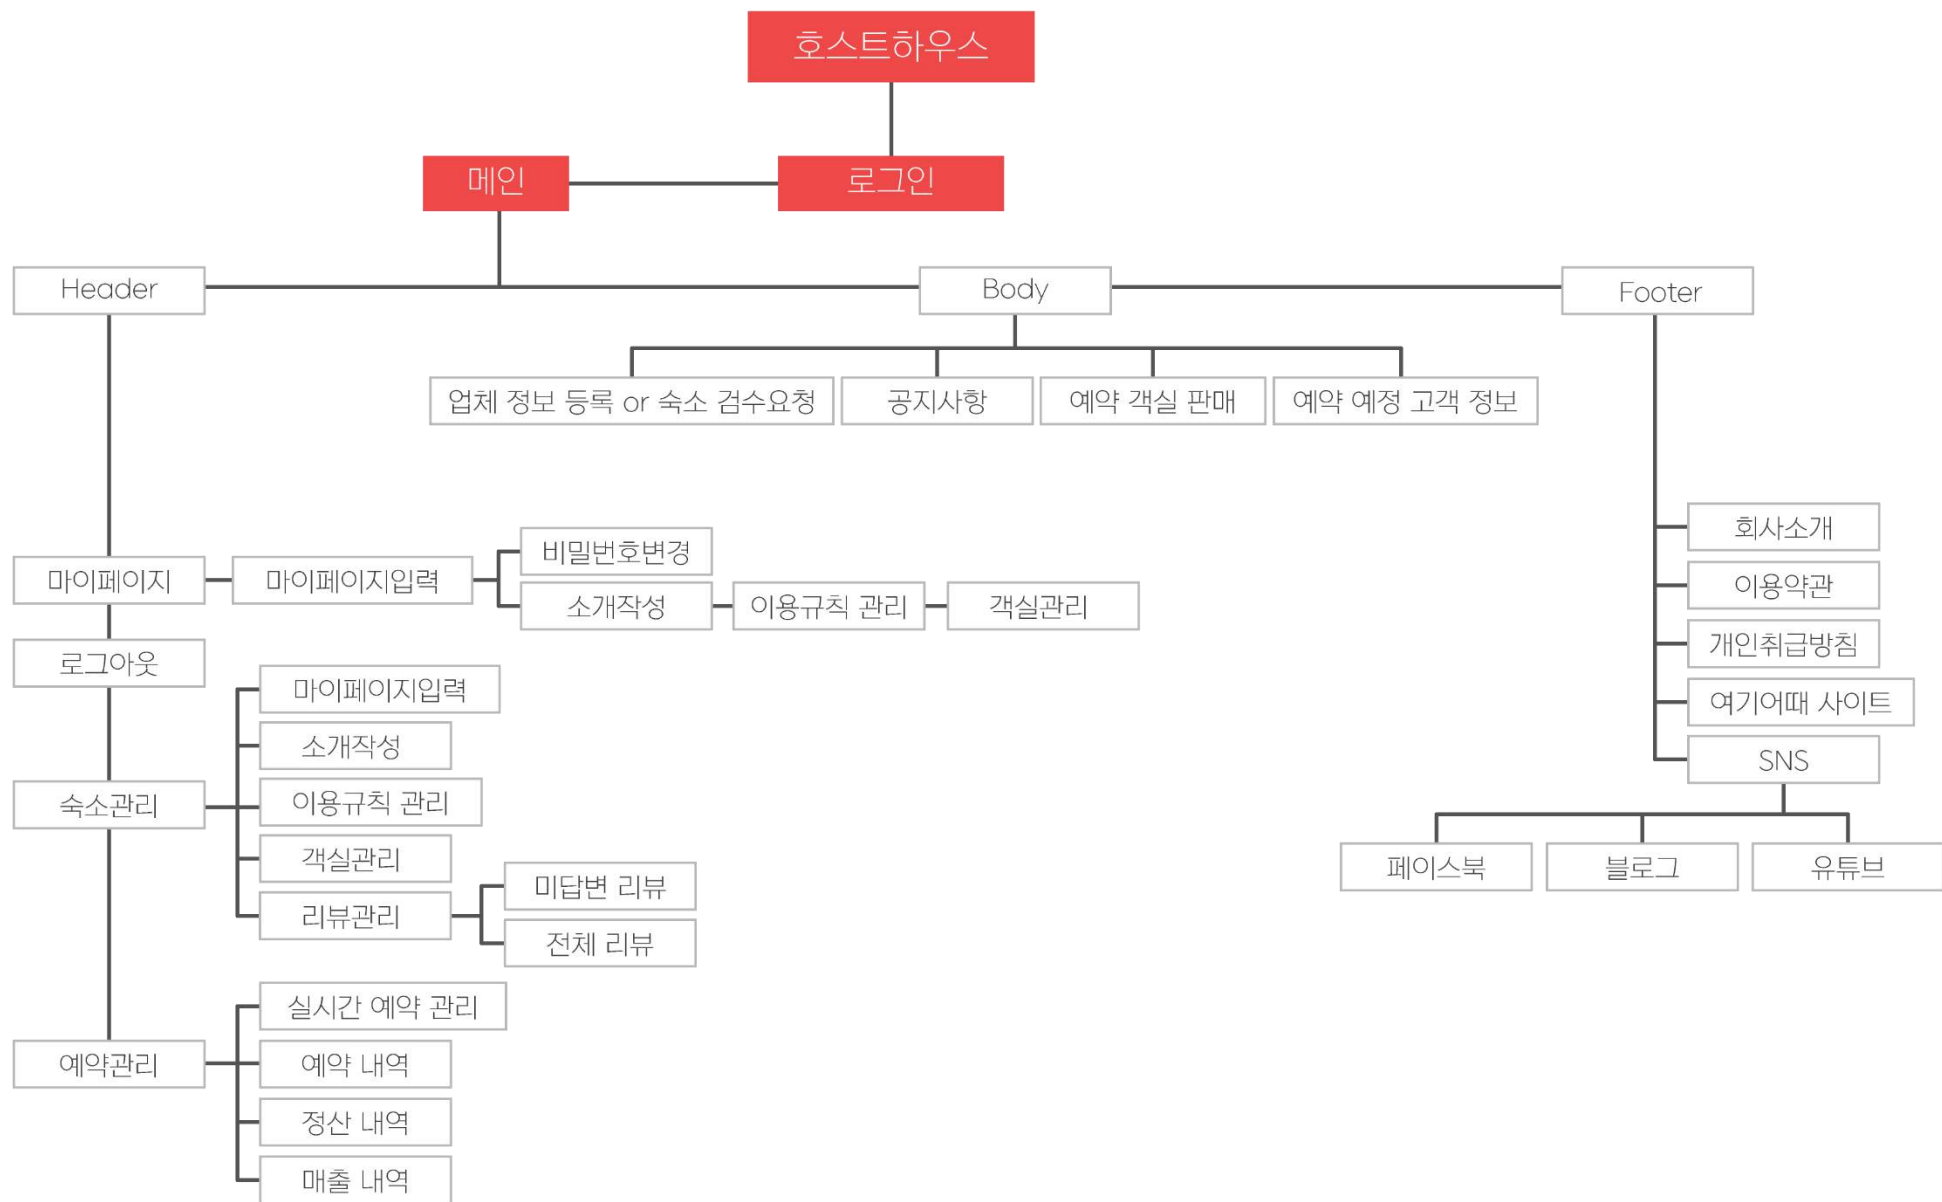 호스트하우스
메인
로그인
Header
Body
Footer
업체 정보 등록 or 숙소 검수요청
공지사항
예약 객실 판매
예약 예정 고객 정보
마이페이지
마이페이지입력
비밀번호변경
소개작성
이용규칙 관리
객실관리
로그아웃
숙소관리
마이페이지입력
소개작성
이용규칙 관리
객실관리
리뷰관리
미답변 리뷰
전체 리뷰
예약관리
실시간 예약 관리
예약 내역
정산 내역
매출 내역
회사소개
이용약관
개인취급방침
여기어때 사이트
SNS
페이스북
블로그
유튜브